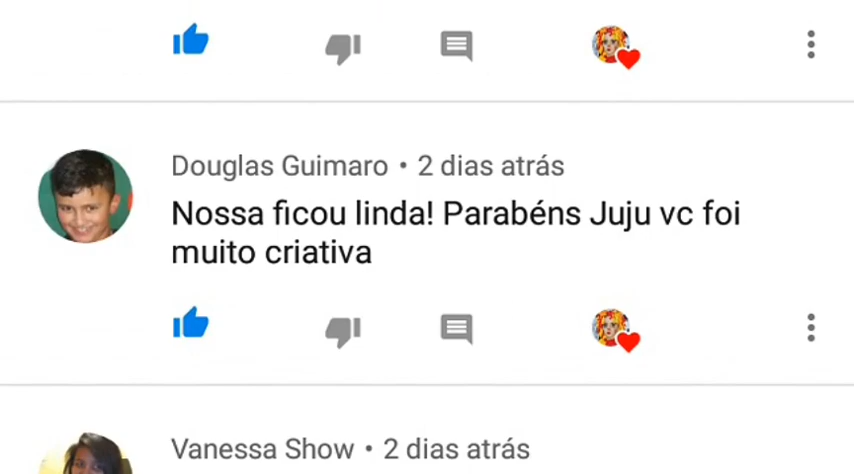 Douglas Guimaro • 2 dias atrás
Nossa ficou linda! Parabéns Juju vc foi
muito criativa
Vanessa Show • 2 dias atrás